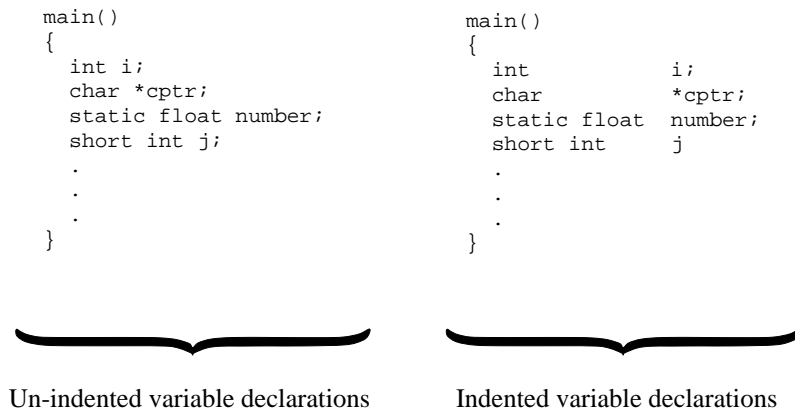 main()
{
int i;
char *cptr;
static float number;
short int j;
.
.
.
}
Un-indented variable declarations
main()
{
int i;
char *cptr;
static float number;
short int j
.
.
.
}
Indented variable declarations